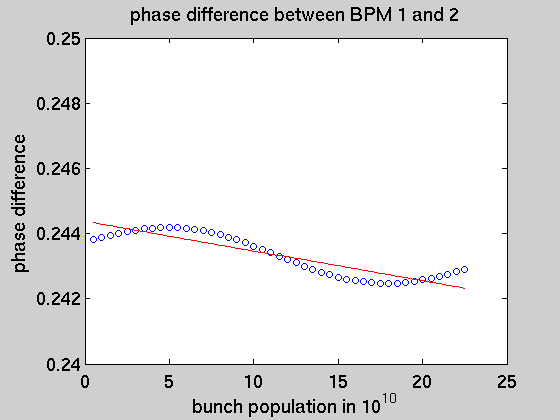 phase difference between BPM 1 and 2
0.25
0.248
0.246
0.244
0.242
0.24
phase difference
0 5 10 15 20 25
bunch population in 10^10